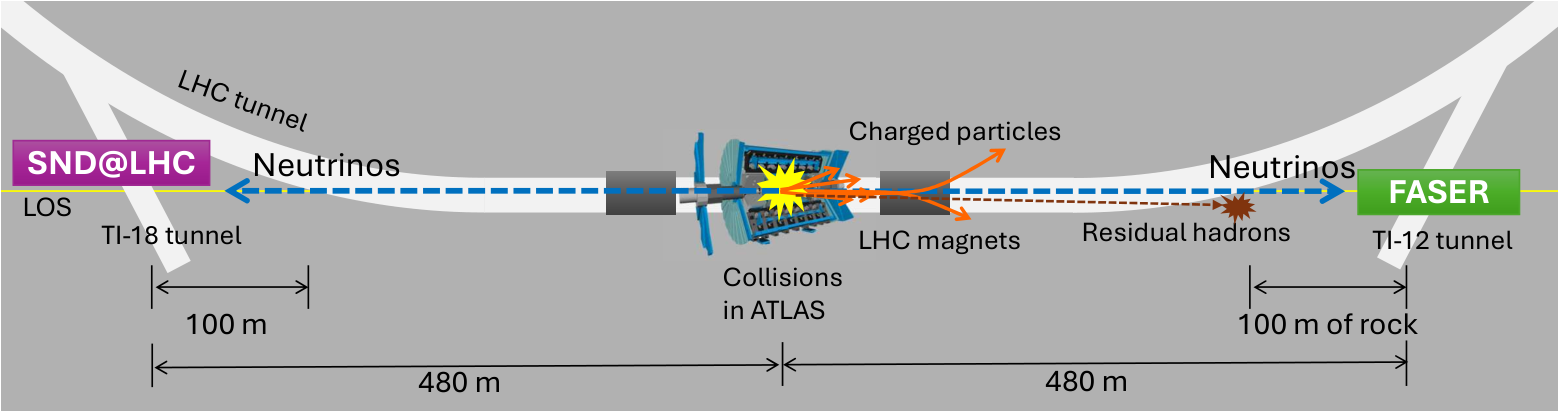 LHC tunnel
SND@LHC
Neutrinos
LOS
TI-18 tunnel
100 m
480 m
Charged particles
LHC magnets
Collisions
in ATLAS
Neutrinos
FASER
Residual hadrons
TI-12 tunnel
100 m of rock
480 m